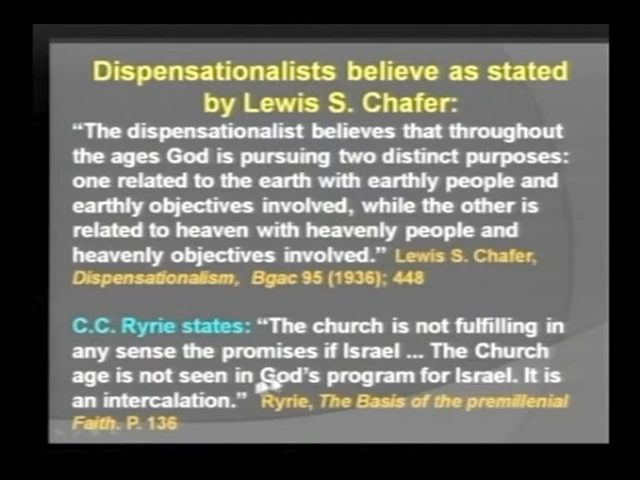 Dispensationalists believe as stated
by Lewis S. Chafer:
“The dispensationalist believes that throughout
the ages God is pursuing two distinct purposes:
one related to the earth with earthly people and
earthly objectives involved, while the other is
related to heaven with heavenly people and
heavenly objectives involved.” Lewis S. Chafer,
Dispensationalism, Bgac 95 (1936); 448
C.C. Ryrie states: “The church is not fulfilling in
any sense the promises if Israel ... The Church
age is not seen in God’s program for Israel. It is
an intercalation.” Ryrie, The Basis of the premillenial
Faith. P. 136